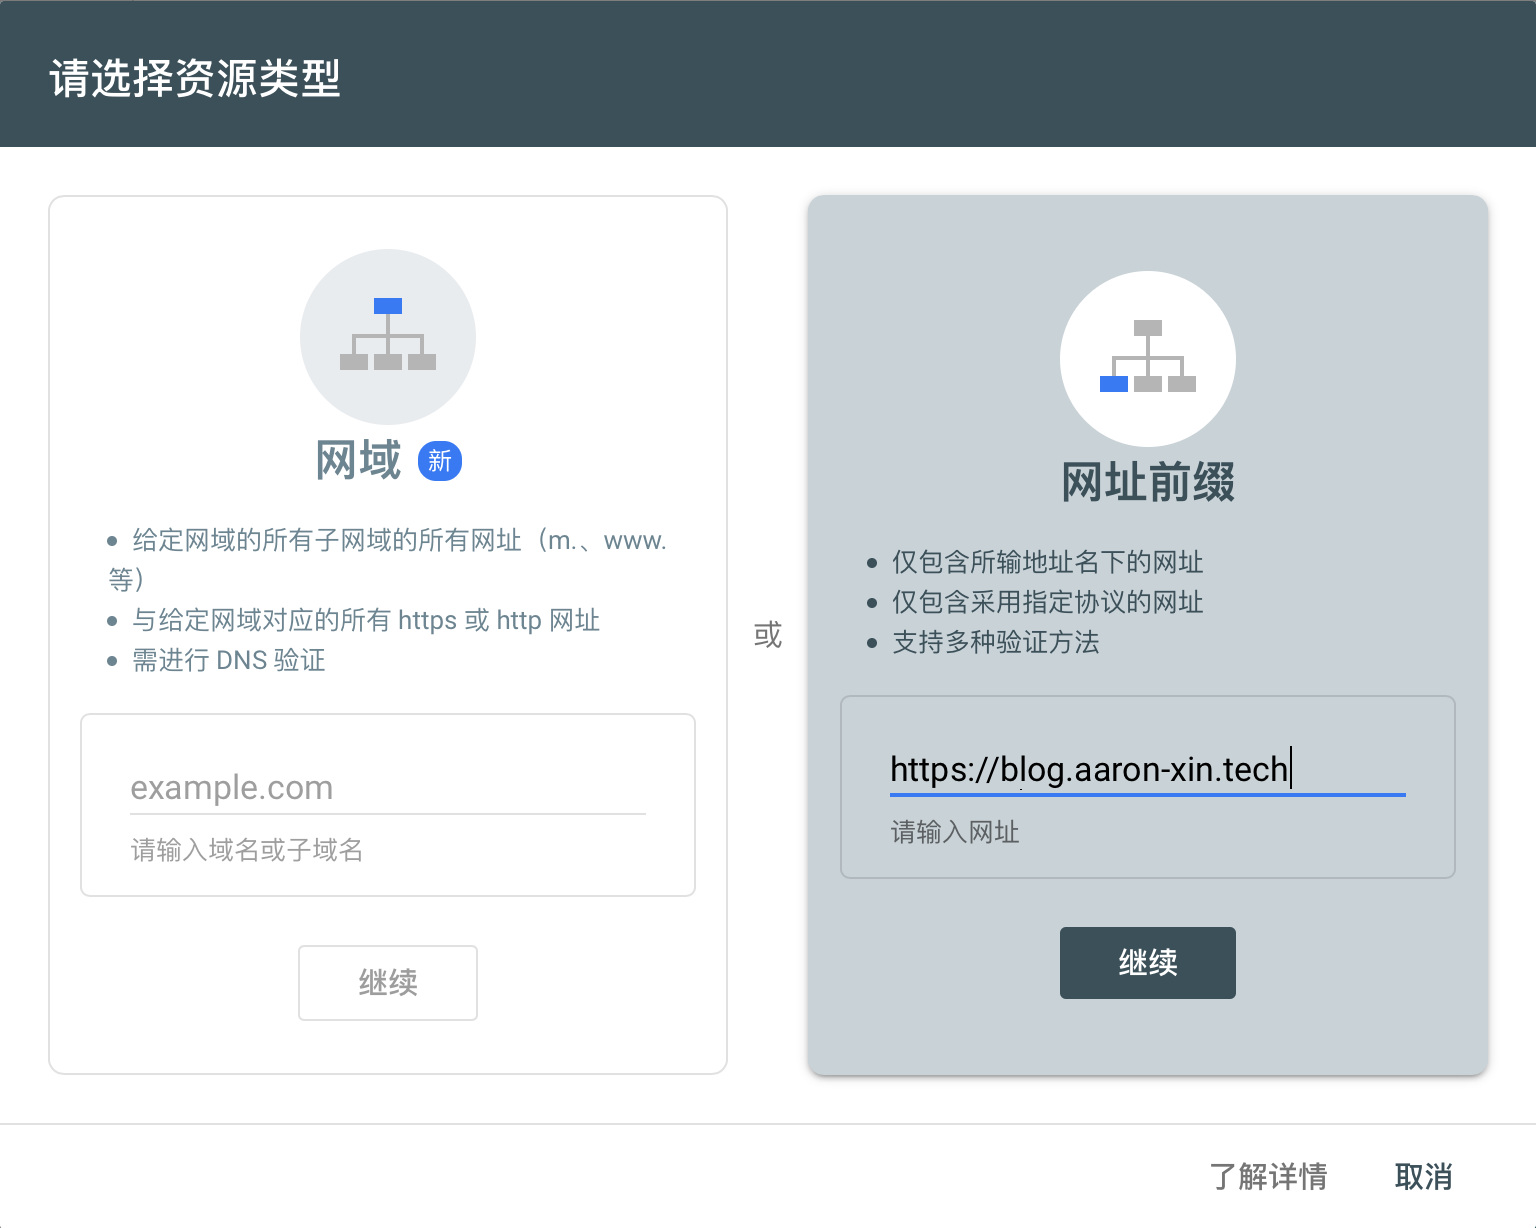 请选择资源类型
网域 新
给定网域的所有子网域的所有网址（m.、www.
等）
与给定网域对应的所有 https 或 http 网址
需进行 DNS 验证
example.com
请输入域名或子域名
继续
或
网址前缀
仅包含所输地址名下的网址
仅包含采用指定协议的网址
支持多种验证方法
https://blog.aaron-xin.tech
请输入网址
继续
了解详情
取消